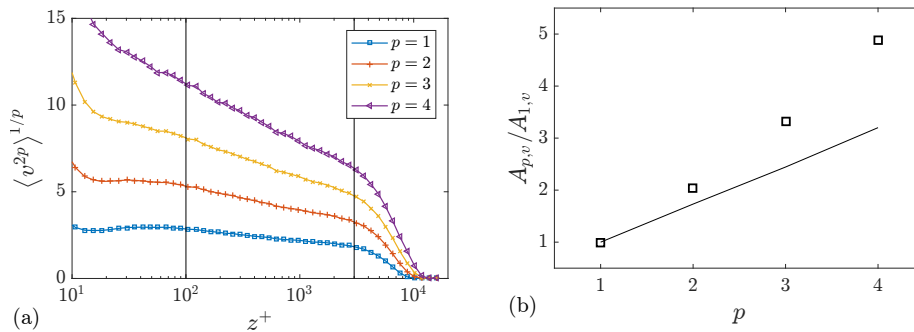 15
10
5
0
⟨v^{2p}⟩^{1/p}
10^1
10^2
10^3
10^4
z^+
p = 1
p = 2
p = 3
p = 4
(a)
5
4
3
2
1
A_{p,v}/A_{1,v}
1 2 3 4
p
(b)